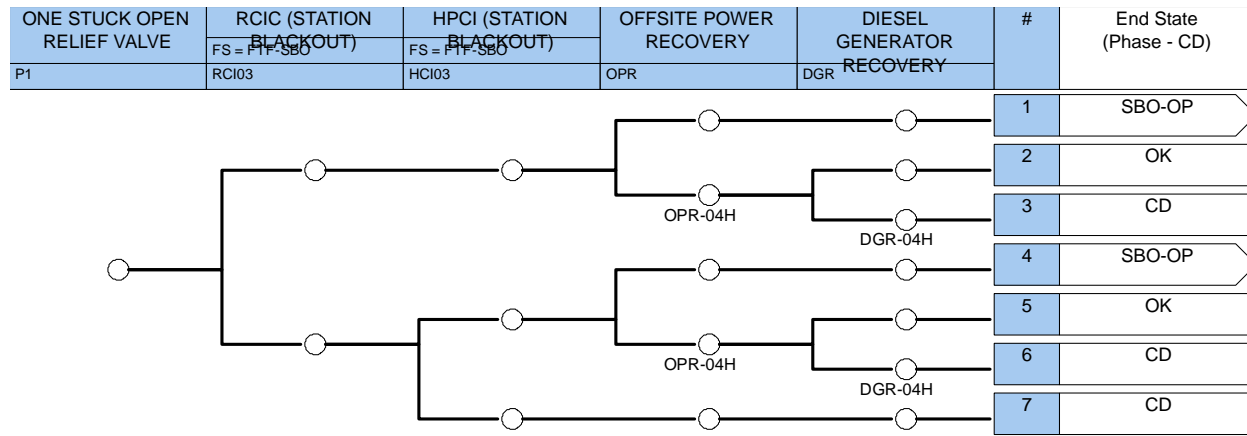 ONE STUCK OPEN
RELIEF VALVE
P1
RCIC (STATION
BLACKOUT)
FS = FTF-SBO
RCI03
HPCI (STATION
BLACKOUT)
FS = FTF-SBO
HCI03
OFFSITE POWER
RECOVERY
OPR
DIESEL
GENERATOR
RECOVERY
DGR
#
End State
(Phase - CD)
1 SBO-OP
2 OK
OPR-04H
3 CD
DGR-04H
4 SBO-OP
5 OK
OPR-04H
6 CD
DGR-04H
7 CD